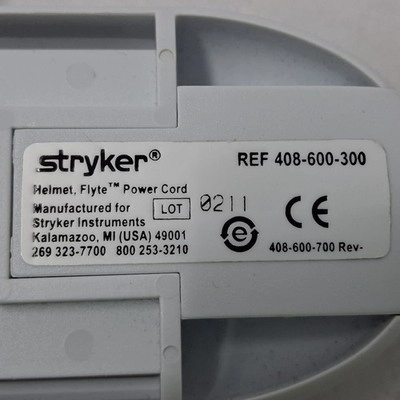 stryker® REF 408-600-300
Helmet, Flyte™ Power Cord
Manufactured for LOT 0211
Stryker Instruments
Kalamazoo, MI (USA) 49001
269 323-7700 800 253-3210
CE
e
408-600-700 Rev-